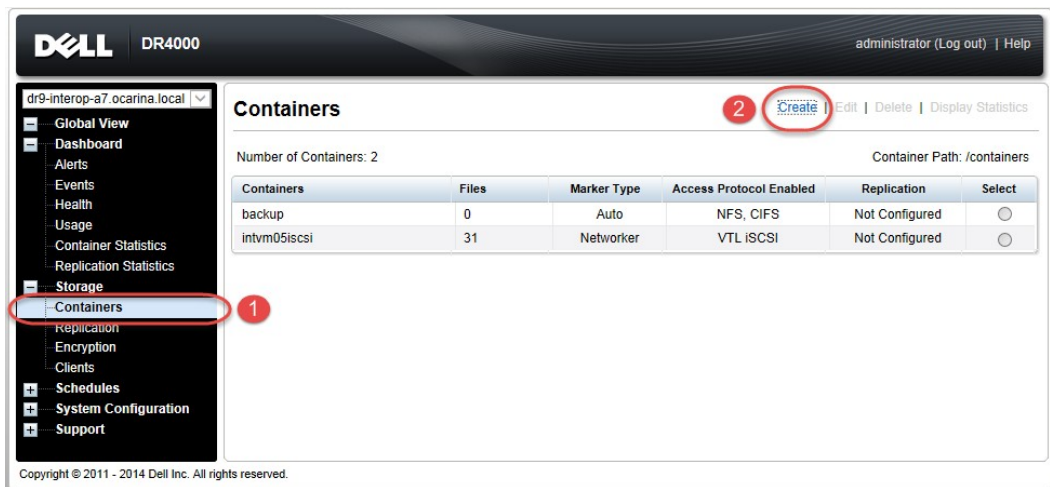 DELL DR4000 administrator (Log out) | Help
dr9-interop-a7.ocarina.local
Global View
Dashboard
Alerts
Events
Health
Usage
Container Statistics
Replication Statistics
Storage
Containers
Replication
Encryption
Clients
Schedules
System Configuration
Support
1
Containers
2 Create | Edit | Delete | Display Statistics
Number of Containers: 2 Container Path: /containers
Containers Files Marker Type Access Protocol Enabled Replication Select
backup 0 Auto NFS, CIFS Not Configured
intvm05iscsi 31 Networker VTL iSCSI Not Configured
Copyright © 2011 - 2014 Dell Inc. All rights reserved.